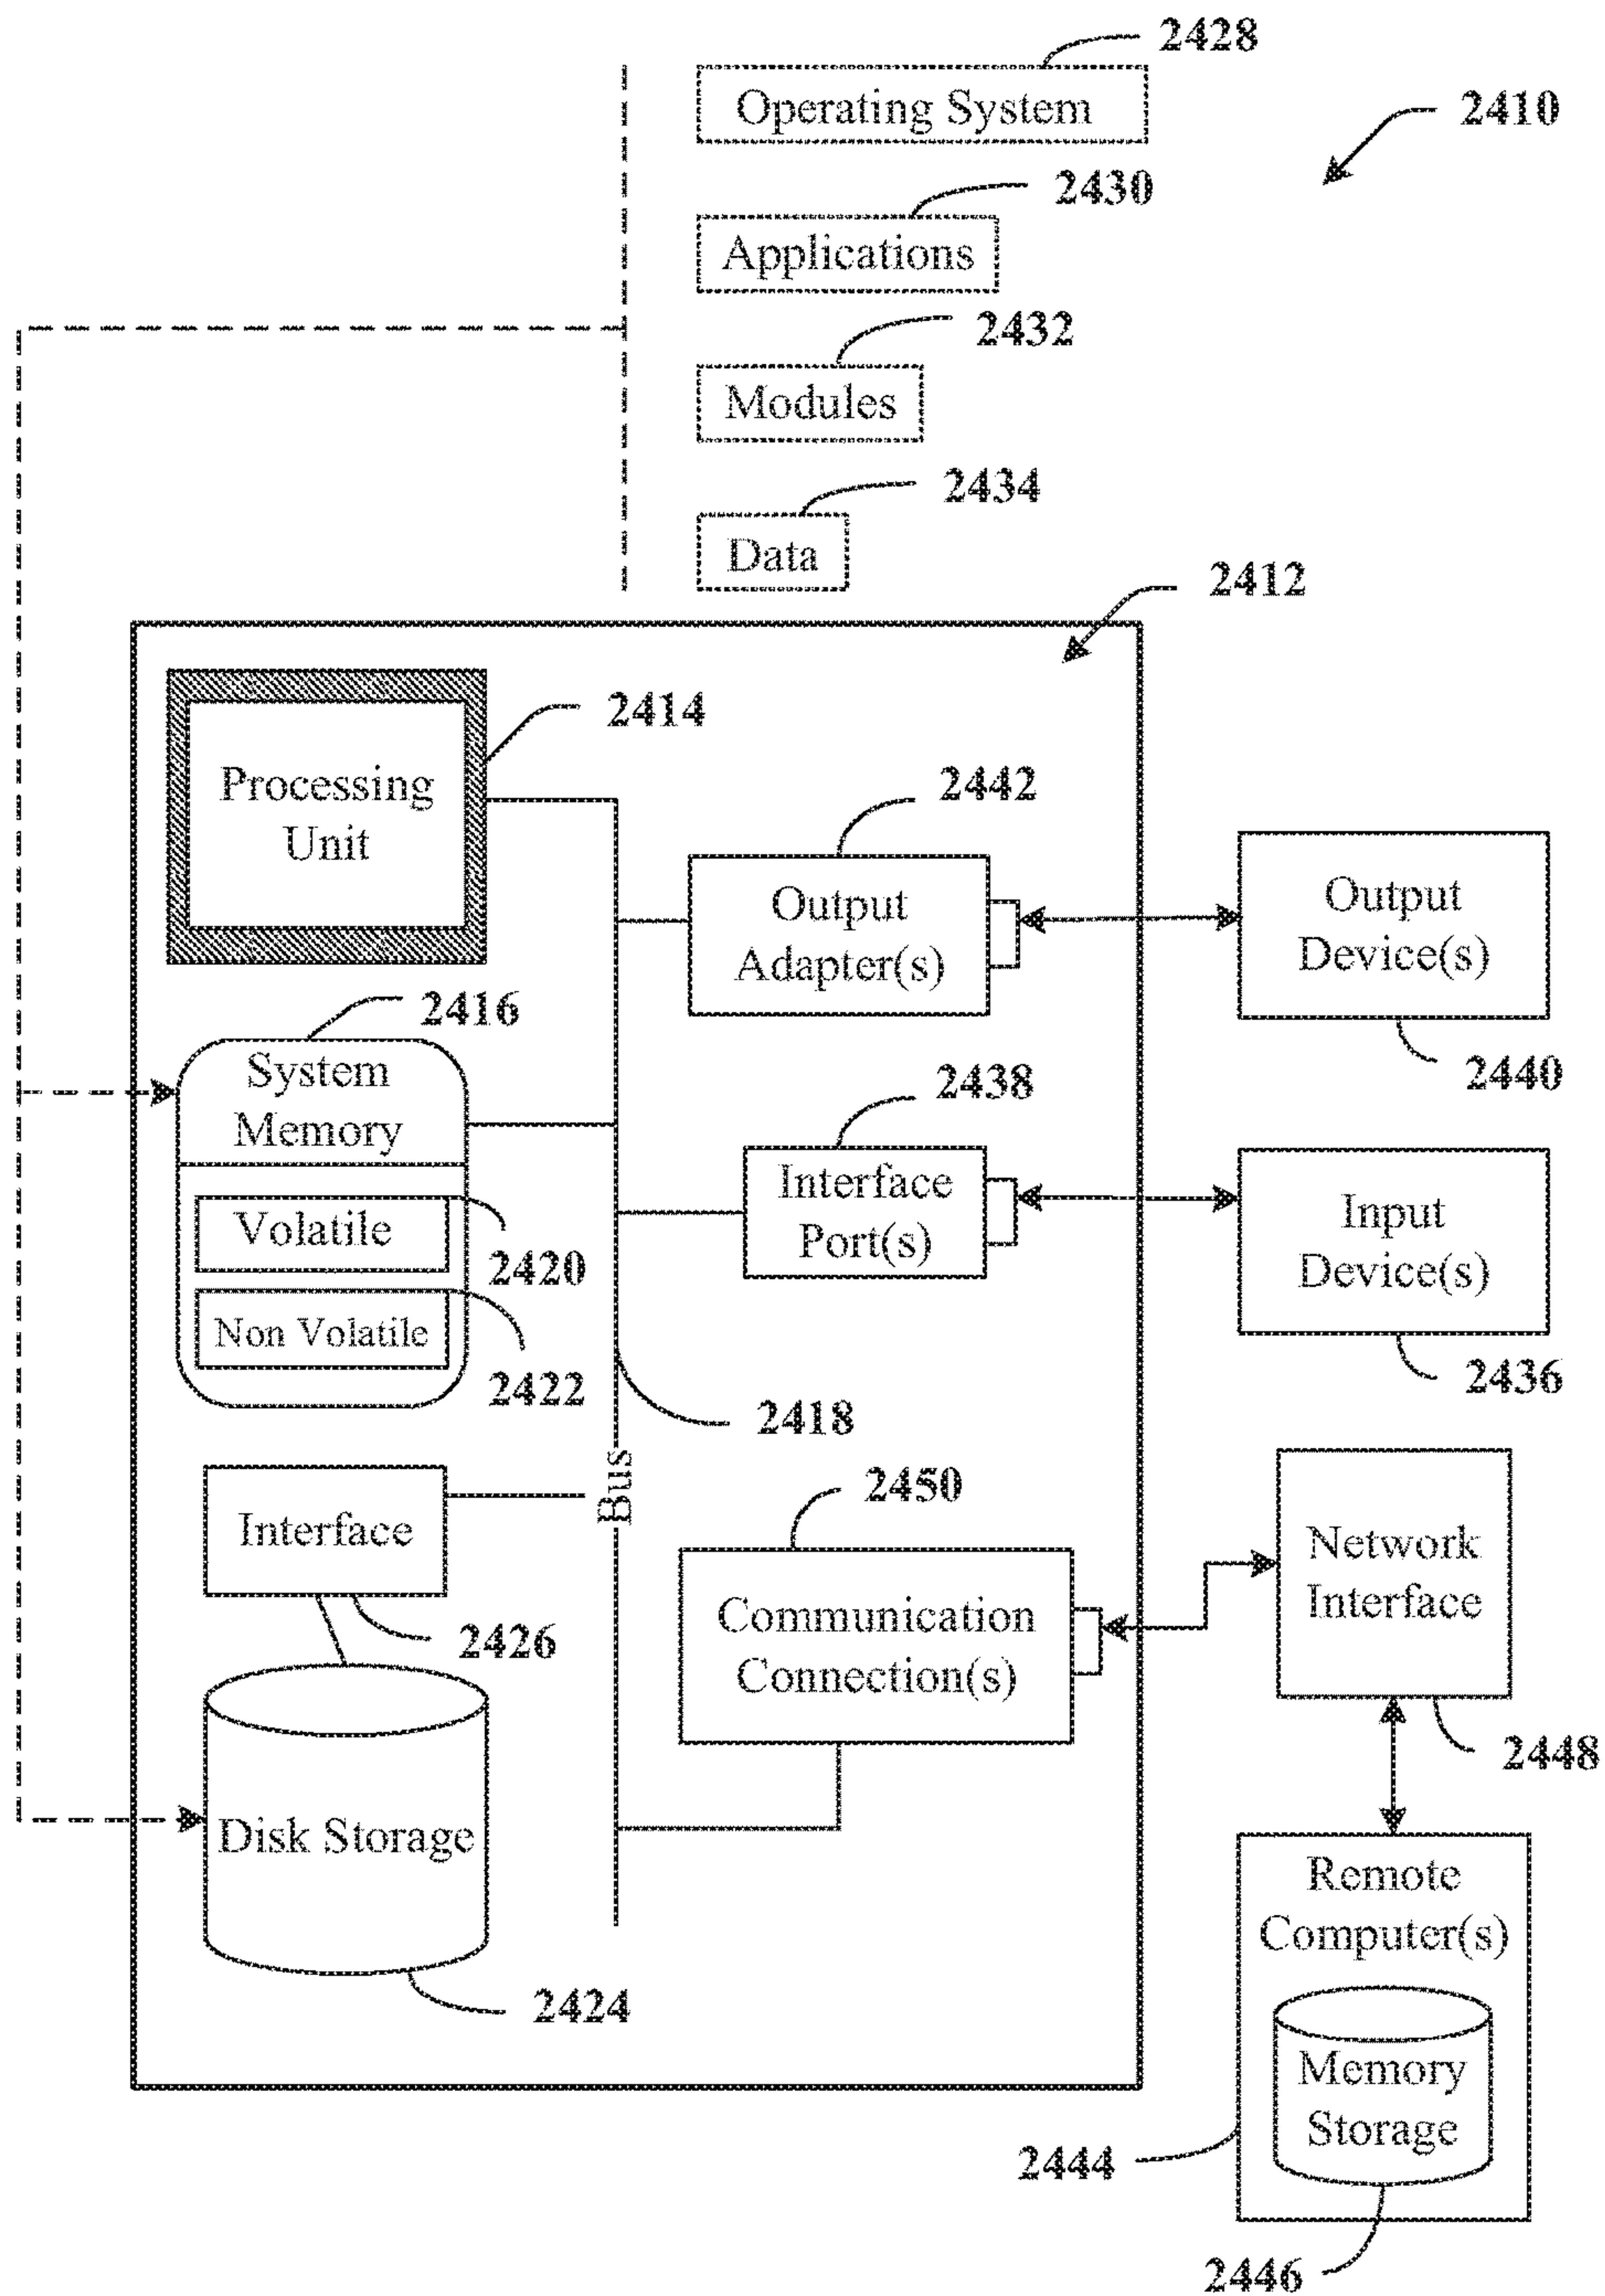 2428
Operating System
2410
2430
Applications
2432
Modules
2434
Data
2412
2414
Processing
Unit
2442
Output
Adapter(s)
Output
Device(s)
2440
2416
System
Memory
2438
Interface
Port(s)
Input
Device(s)
2436
Volatile
2420
Non Volatile
2422
2418
Bus
2450
Interface
2426
Communication
Connection(s)
Network
Interface
2448
Disk Storage
2424
Remote
Computer(s)
Memory
Storage
2444
2446